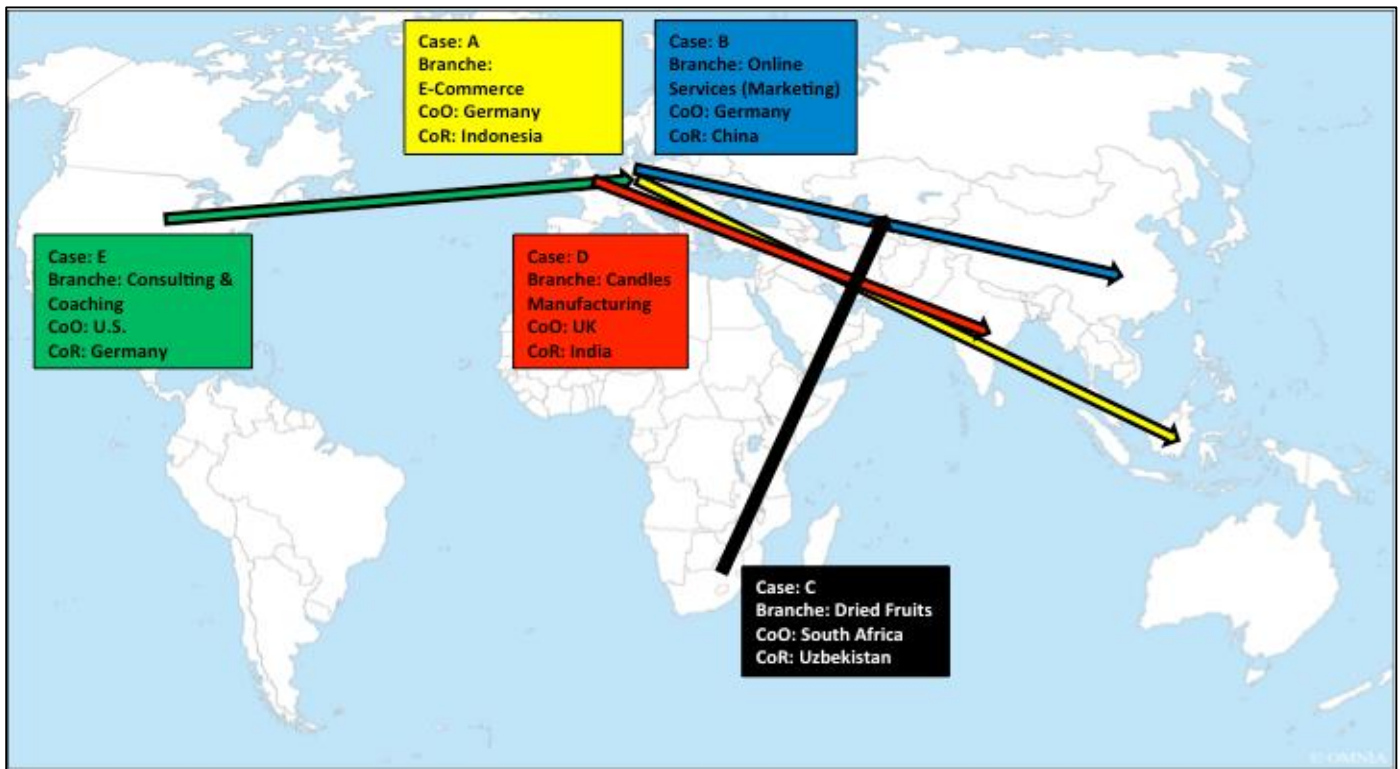 Case: A
Branche:
E-Commerce
CoO: Germany
CoR: Indonesia
Case: B
Branche: Online
Services (Marketing)
CoO: Germany
CoR: China
Case: E
Branche: Consulting &
Coaching
CoO: U.S.
CoR: Germany
Case: D
Branche: Candles
Manufacturing
CoO: UK
CoR: India
Case: C
Branche: Dried Fruits
CoO: South Africa
CoR: Uzbekistan
© OMNIA